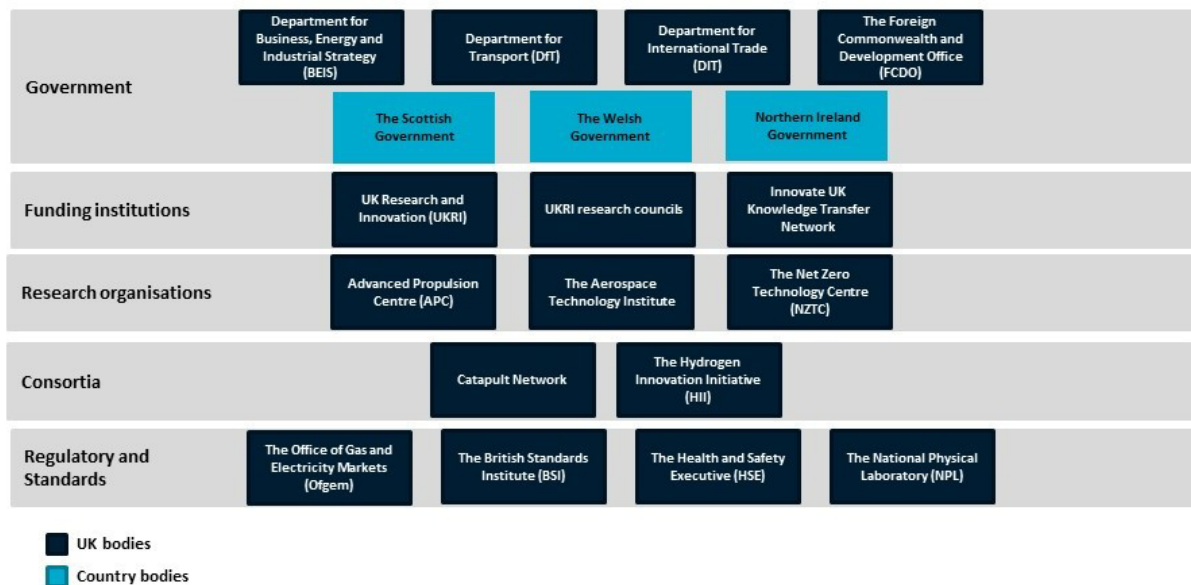 Government
Department for
Business, Energy and
Industrial Strategy
(BEIS)
Department for
Transport (DfT)
Department for
International Trade
(DIT)
The Foreign
Commonwealth and
Development Office
(FCDO)
The Scottish
Government
The Welsh
Government
Northern Ireland
Government
Funding institutions
UK Research and
Innovation (UKRI)
UKRI research councils
Innovate UK
Knowledge Transfer
Network
Research organisations
Advanced Propulsion
Centre (APC)
The Aerospace
Technology Institute
The Net Zero
Technology Centre
(NZTC)
Consortia
Catapult Network
The Hydrogen
Innovation Initiative
(HII)
Regulatory and
Standards
The Office of Gas and
Electricity Markets
(Ofgem)
The British Standards
Institute (BSI)
The Health and Safety
Executive (HSE)
The National Physical
Laboratory (NPL)
UK bodies
Country bodies